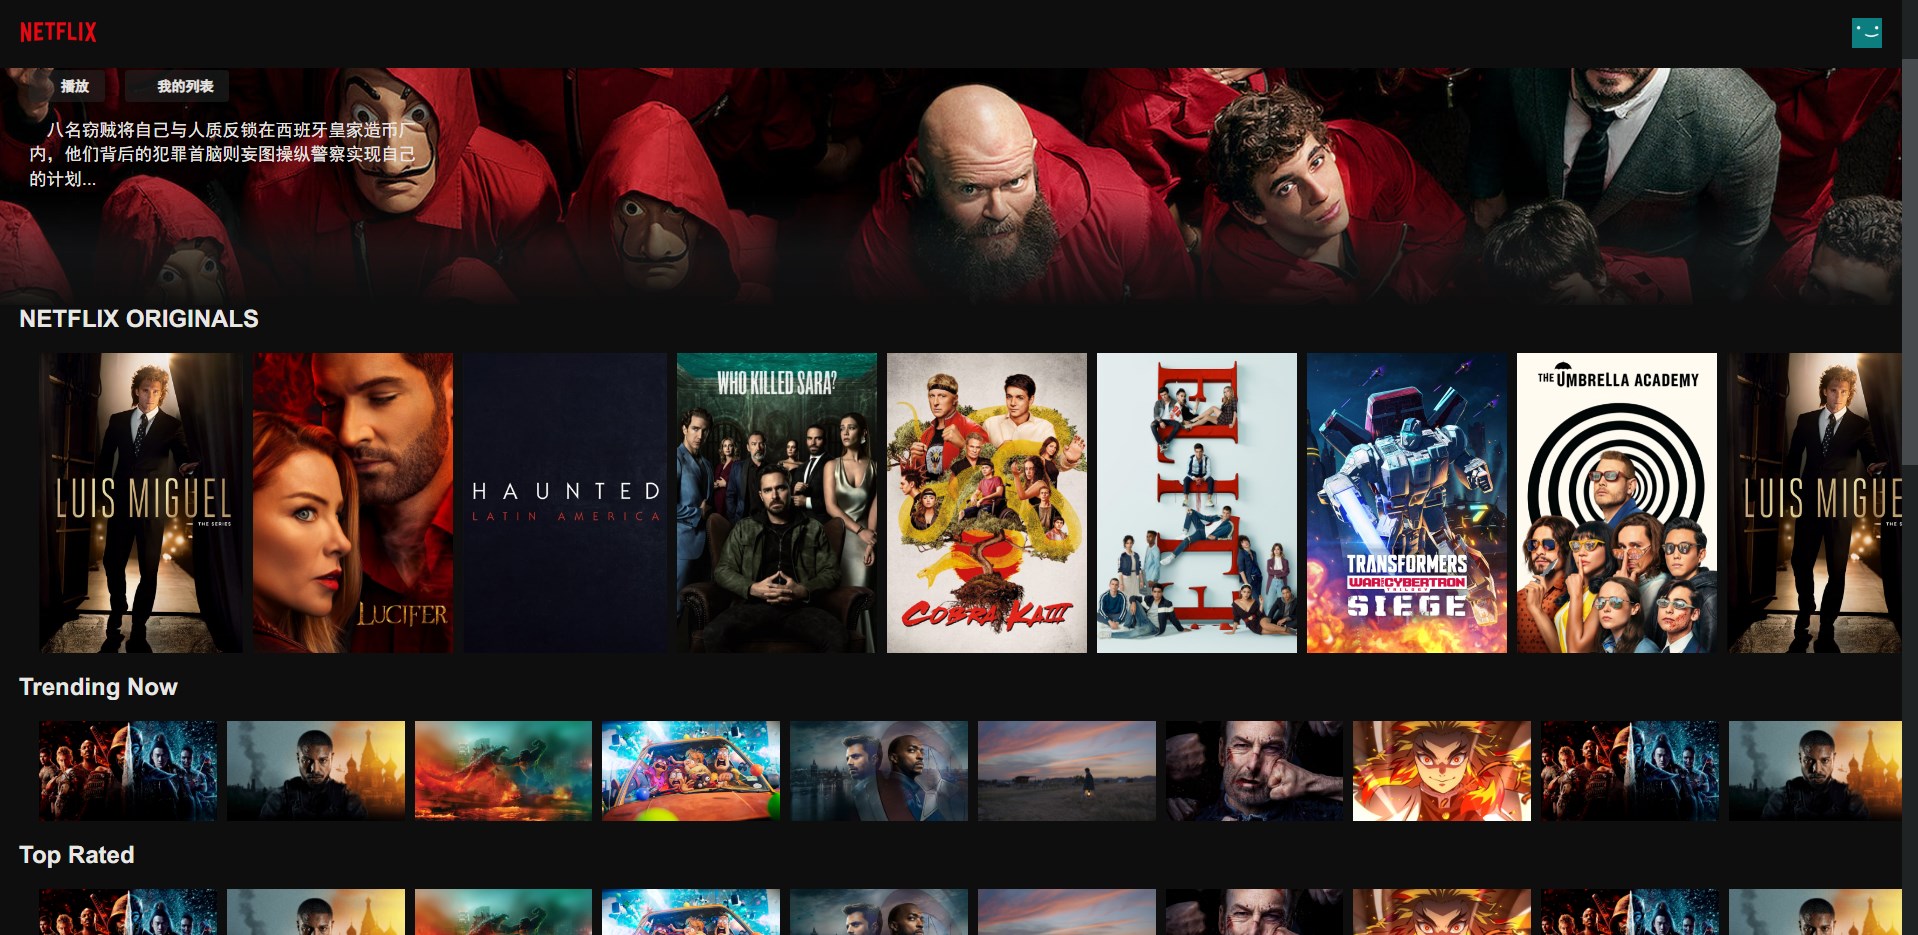 NETFLIX
播放
我的列表
八名窃贼将自己与人质反锁在西班牙皇家造币厂
内，他们背后的犯罪首脑则妄图操纵警察实现自己
的计划...
NETFLIX ORIGINALS
LUIS MIGUEL
THE SERIES
LUCIFER
HAUNTED
LATIN AMERICA
WHO KILLED SARA?
COBRA KAI III
ELITE
TRANSFORMERS
WAR FOR CYBERTRON
TRILOGY
SIEGE
THE UMBRELLA ACADEMY
LUIS MIGUE
THE S
Trending Now
Top Rated